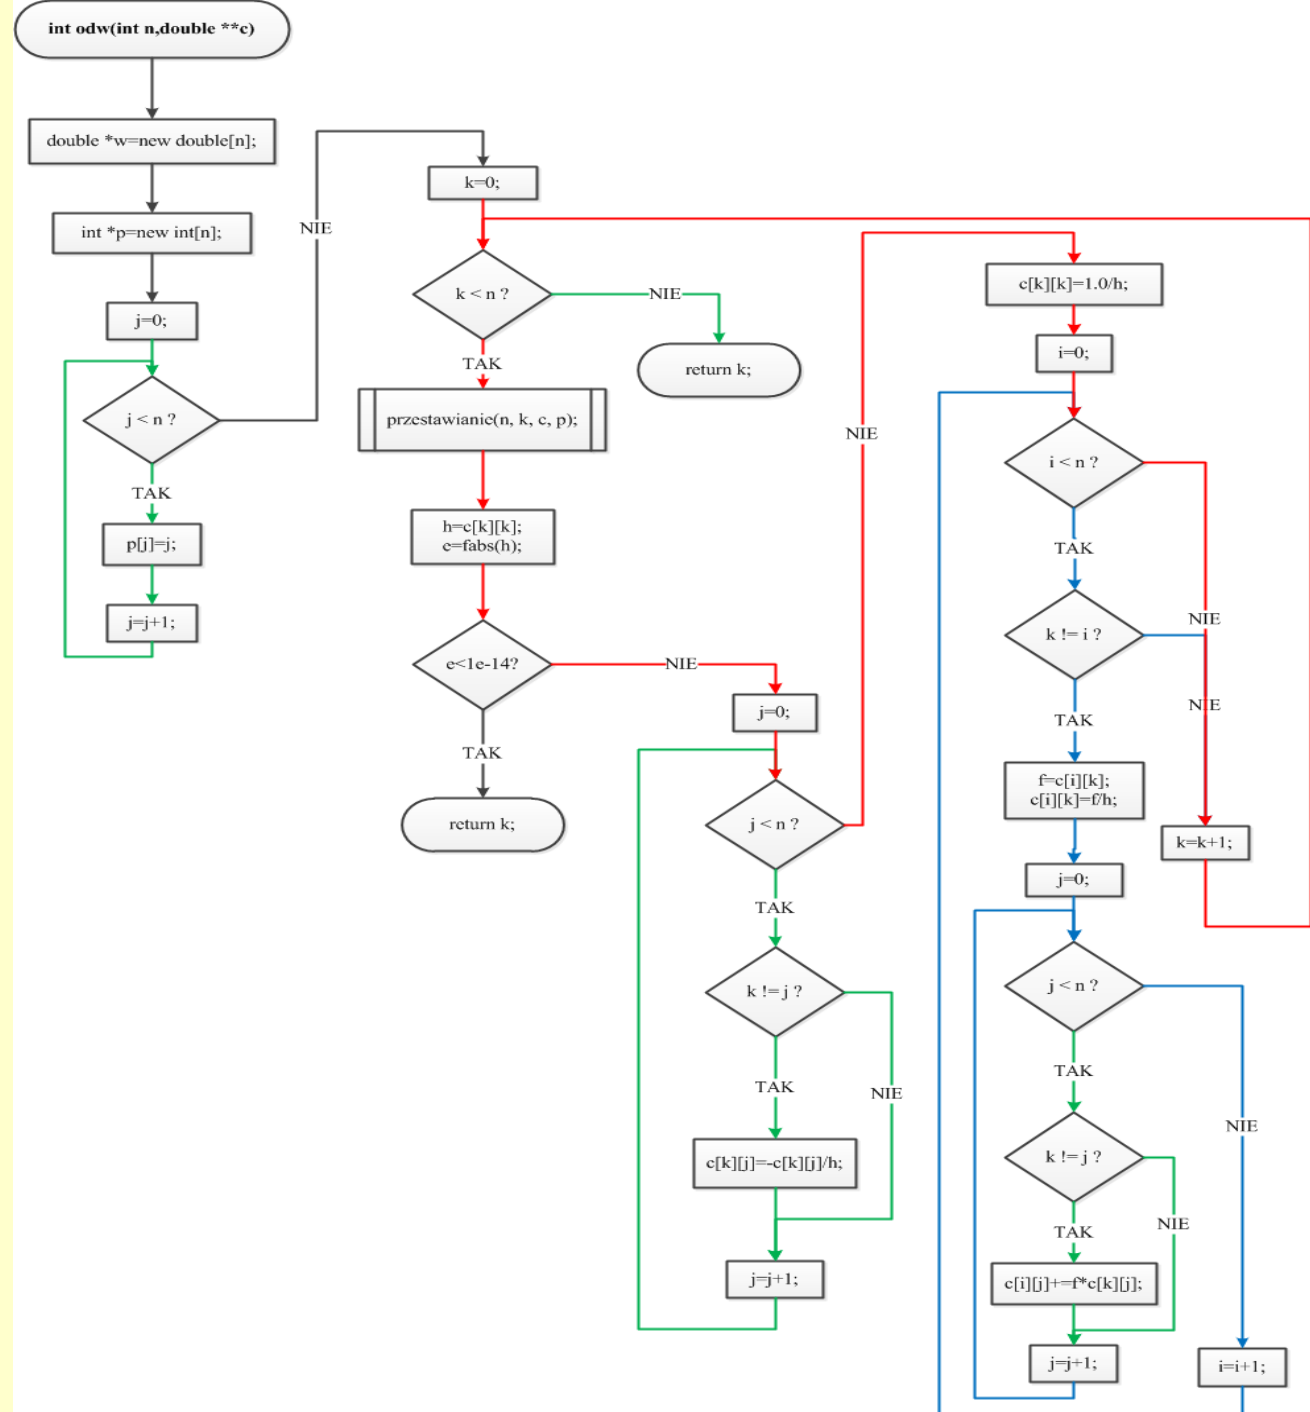 int odw(int n,double **c)
double *w=new double[n];
int *p=new int[n];
j=0;
j < n ?
NIE
TAK
p[j]=j;
j=j+1;
k=0;
k < n ?
NIE
return k;
TAK
przestawianie(n, k, c, p);
h=c[k][k];
e=fabs(h);
e<1e-14?
NIE
TAK
return k;
j=0;
j < n ?
NIE
TAK
k != j ?
TAK
NIE
c[k][j]=-c[k][j]/h;
j=j+1;
c[k][k]=1.0/h;
i=0;
i < n ?
NIE
TAK
k != i ?
NIE
TAK
f=c[i][k];
c[i][k]=f/h;
k=k+1;
j=0;
j < n ?
NIE
TAK
k != j ?
NIE
TAK
c[i][j]+=f*c[k][j];
j=j+1;
i=i+1;